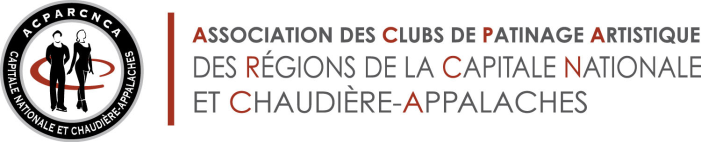 ACPARCNCA
CAPITALE NATIONALE ET CHAUDIÈRE-APPALACHES
ASSOCIATION DES CLUBS DE PATINAGE ARTISTIQUE
DES RÉGIONS DE LA CAPITALE NATIONALE
ET CHAUDIÈRE-APPALACHES